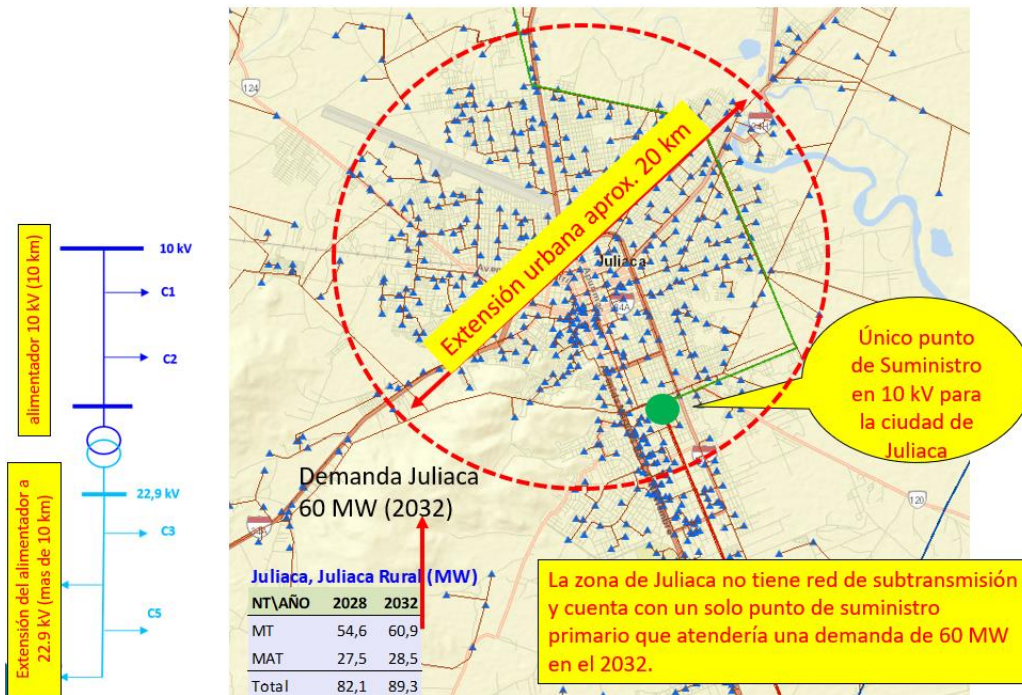 alimentador 10 kV (10 km)
10 kV
C1
C2
22,9 kV
C3
C5
Extensión del alimentador a
22.9 kV (mas de 10 km)
124
Extensión urbana aprox. 20 km
Juliaca
34A
34H
120
Único punto
de Suministro
en 10 kV para
la ciudad de
Juliaca
Demanda Juliaca
60 MW (2032)
Juliaca, Juliaca Rural (MW)
NT\AÑO 2028 2032
MT 54,6 60,9
MAT 27,5 28,5
Total 82,1 89,3
La zona de Juliaca no tiene red de subtransmisión
y cuenta con un solo punto de suministro
primario que atendería una demanda de 60 MW
en el 2032.